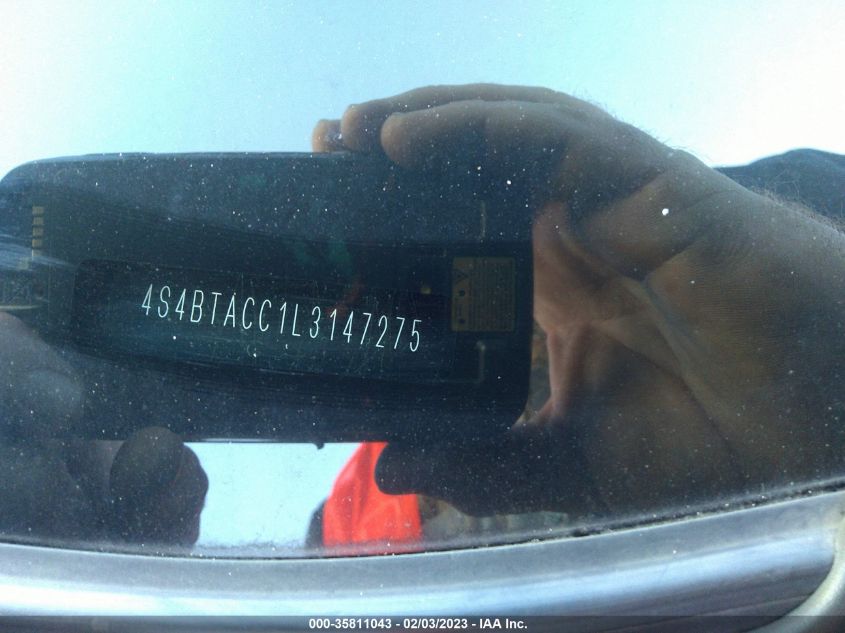 4S4BTACC1L3147275
000-35811043 - 02/03/2023 - IAA Inc.